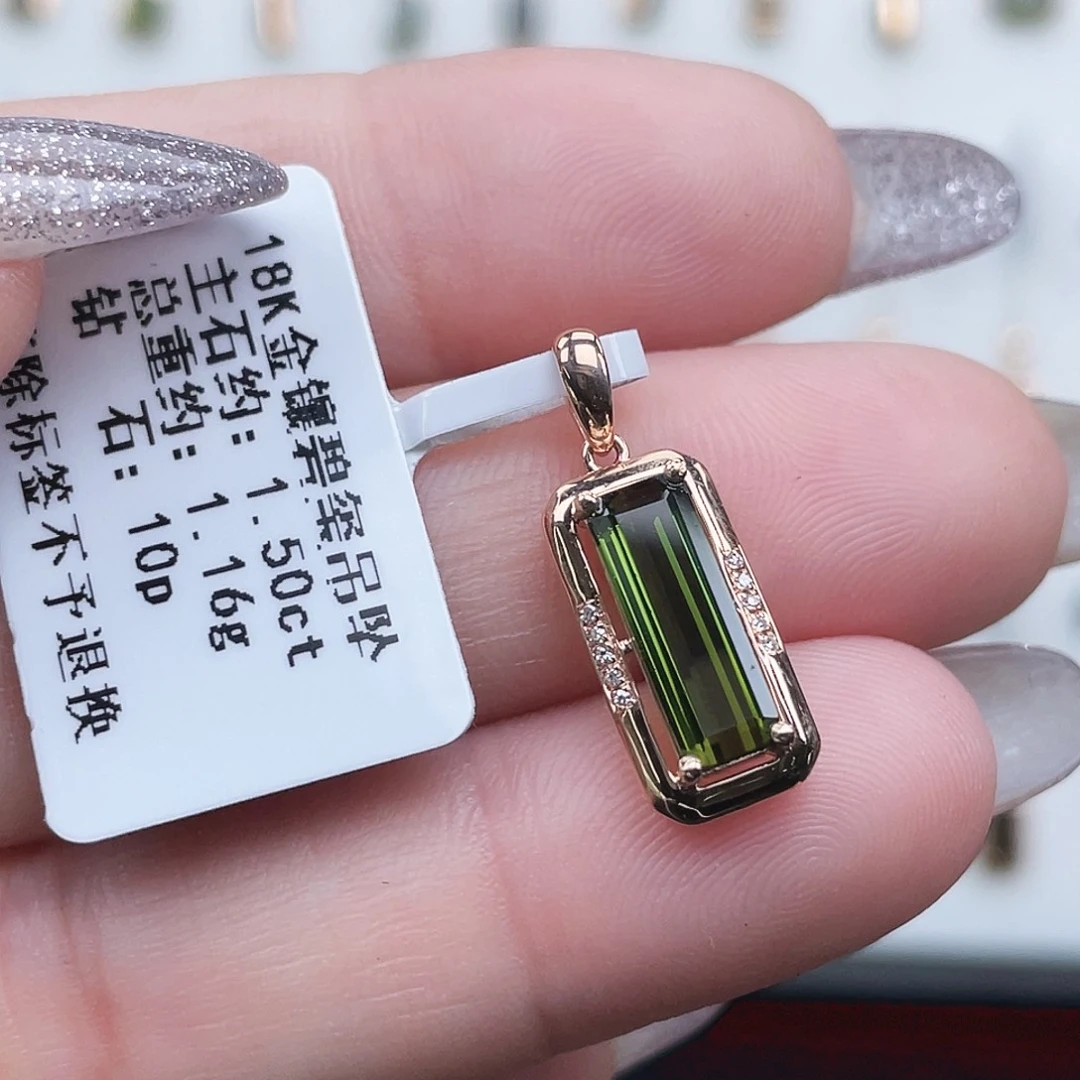 18K金镶碧玺吊坠
主石约: 1.50ct
总重约: 1.16g
钻 石: 10p
除标签不予退换